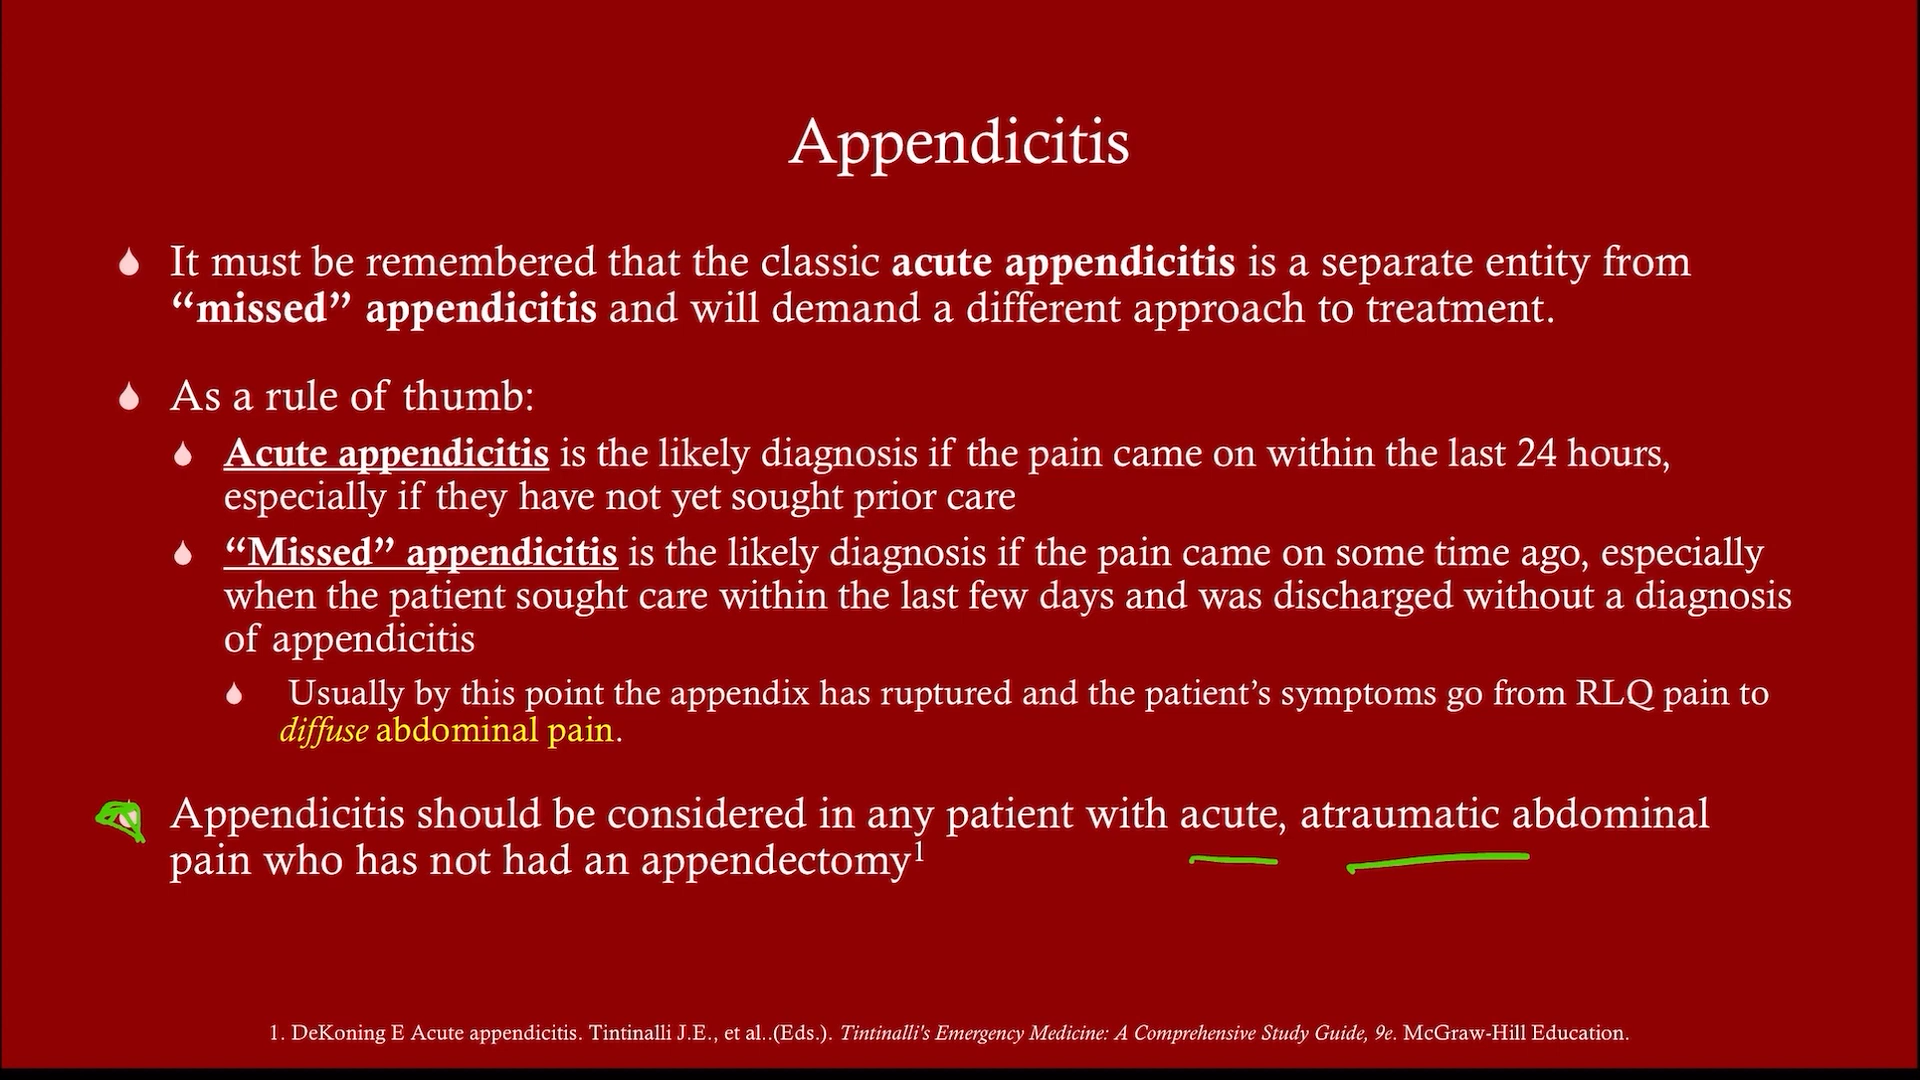 Appendicitis
It must be remembered that the classic acute appendicitis is a separate entity from
“missed” appendicitis and will demand a different approach to treatment.
As a rule of thumb:
Acute appendicitis is the likely diagnosis if the pain came on within the last 24 hours,
especially if they have not yet sought prior care
“Missed” appendicitis is the likely diagnosis if the pain came on some time ago, especially
when the patient sought care within the last few days and was discharged without a diagnosis
of appendicitis
Usually by this point the appendix has ruptured and the patient’s symptoms go from RLQ pain to
diffuse abdominal pain.
Appendicitis should be considered in any patient with acute, atraumatic abdominal
pain who has not had an appendectomy¹
1. DeKoning E Acute appendicitis. Tintinalli J.E., et al..(Eds.). Tintinalli's Emergency Medicine: A Comprehensive Study Guide, 9e. McGraw-Hill Education.